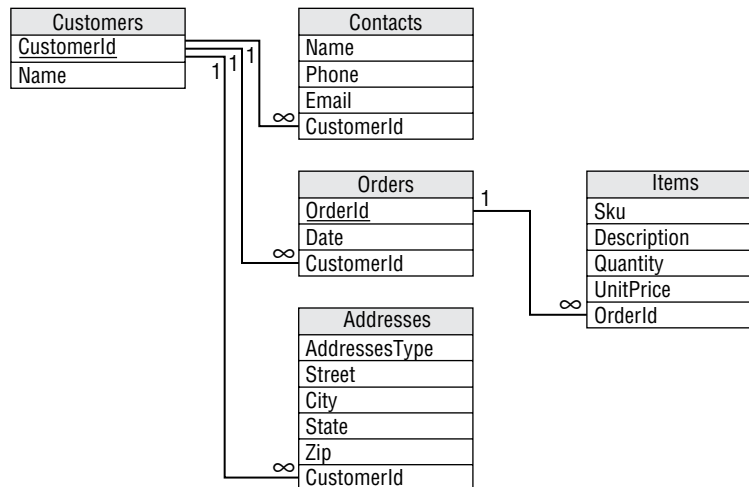 Customers
CustomerId
Name
1
1
1
Contacts
Name
Phone
Email
∞ CustomerId
Orders
OrderId
Date
∞ CustomerId
1
Items
Sku
Description
Quantity
UnitPrice
∞ OrderId
Addresses
AddressesType
Street
City
State
Zip
∞ CustomerId